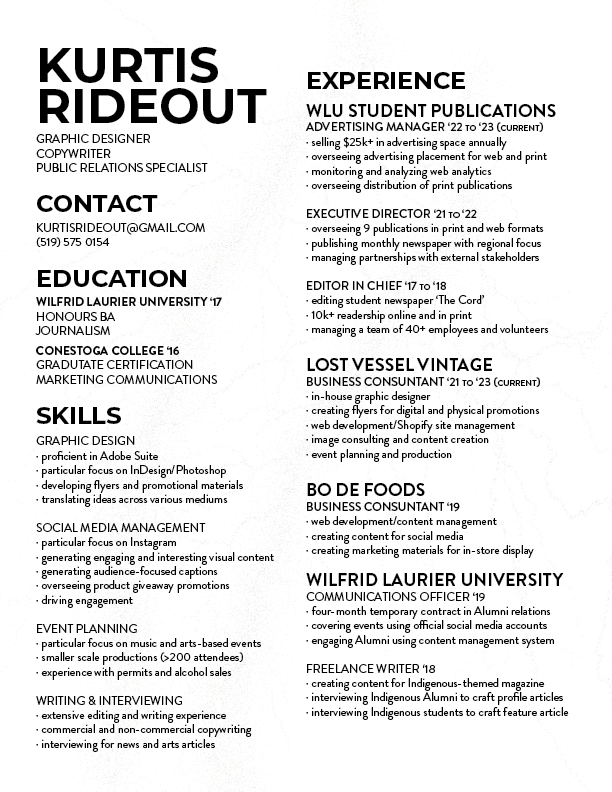 KURTIS
RIDEOUT
GRAPHIC DESIGNER
COPYWRITER
PUBLIC RELATIONS SPECIALIST
CONTACT
KURTISRIDEOUT@GMAIL.COM
(519) 575 0154
EDUCATION
WILFRID LAURIER UNIVERSITY ‘17
HONOURS BA
JOURNALISM
CONESTOGA COLLEGE ‘16
GRADUTATE CERTIFICATION
MARKETING COMMUNICATIONS
SKILLS
GRAPHIC DESIGN
· proficient in Adobe Suite
· particular focus on InDesign/Photoshop
· developing flyers and promotional materials
· translating ideas across various mediums
SOCIAL MEDIA MANAGEMENT
· particular focus on Instagram
· generating engaging and interesting visual content
· generating audience-focused captions
· overseeing product giveaway promotions
· driving engagement
EVENT PLANNING
· particular focus on music and arts-based events
· smaller scale productions (>200 attendees)
· experience with permits and alcohol sales
WRITING & INTERVIEWING
· extensive editing and writing experience
· commercial and non-commercial copywriting
· interviewing for news and arts articles
EXPERIENCE
WLU STUDENT PUBLICATIONS
ADVERTISING MANAGER ‘22 TO ‘23 (CURRENT)
· selling $25k+ in advertising space annually
· overseeing advertising placement for web and print
· monitoring and analyzing web analytics
· overseeing distribution of print publications
EXECUTIVE DIRECTOR ‘21 TO ‘22
· overseeing 9 publications in print and web formats
· publishing monthly newspaper with regional focus
· managing partnerships with external stakeholders
EDITOR IN CHIEF ‘17 TO ‘18
· editing student newspaper ‘The Cord’
· 10k+ readership online and in print
· managing a team of 40+ employees and volunteers
LOST VESSEL VINTAGE
BUSINESS CONSUTANT ‘21 TO ‘23 (CURRENT)
· in-house graphic designer
· creating flyers for digital and physical promotions
· web development/Shopify site management
· image consulting and content creation
· event planning and production
BO DE FOODS
BUSINESS CONSUTANT ‘19
· web development/content management
· creating content for social media
· creating marketing materials for in-store display
WILFRID LAURIER UNIVERSITY
COMMUNICATIONS OFFICER ‘19
· four-month temporary contract in Alumni relations
· covering events using official social media accounts
· engaging Alumni using content management system
FREELANCE WRITER ‘18
· creating content for Indigenous-themed magazine
· interviewing Indigenous Alumni to craft profile articles
· interviewing Indigenous students to craft feature article